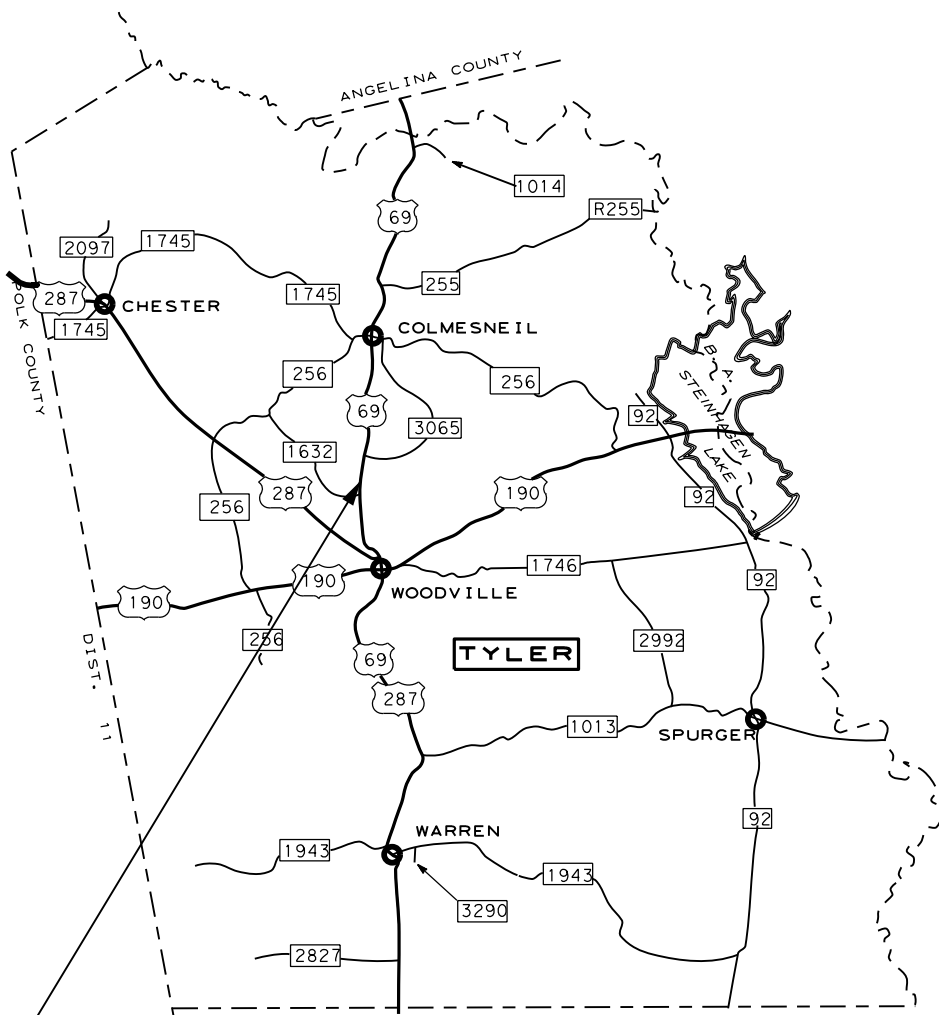 ANGELINA COUNTY
1014
R255
69
2097
1745
255
287
CHESTER
1745
1745
COLMESNEIL
POLK COUNTY
256
256
B. A.
STEINHAGEN
LAKE
69
92
3065
1632
287
190
92
256
1746
190
92
190
WOODVILLE
256
2992
TYLER
69
DIST. 11
287
1013
SPURGER
92
WARREN
1943
1943
3290
2827